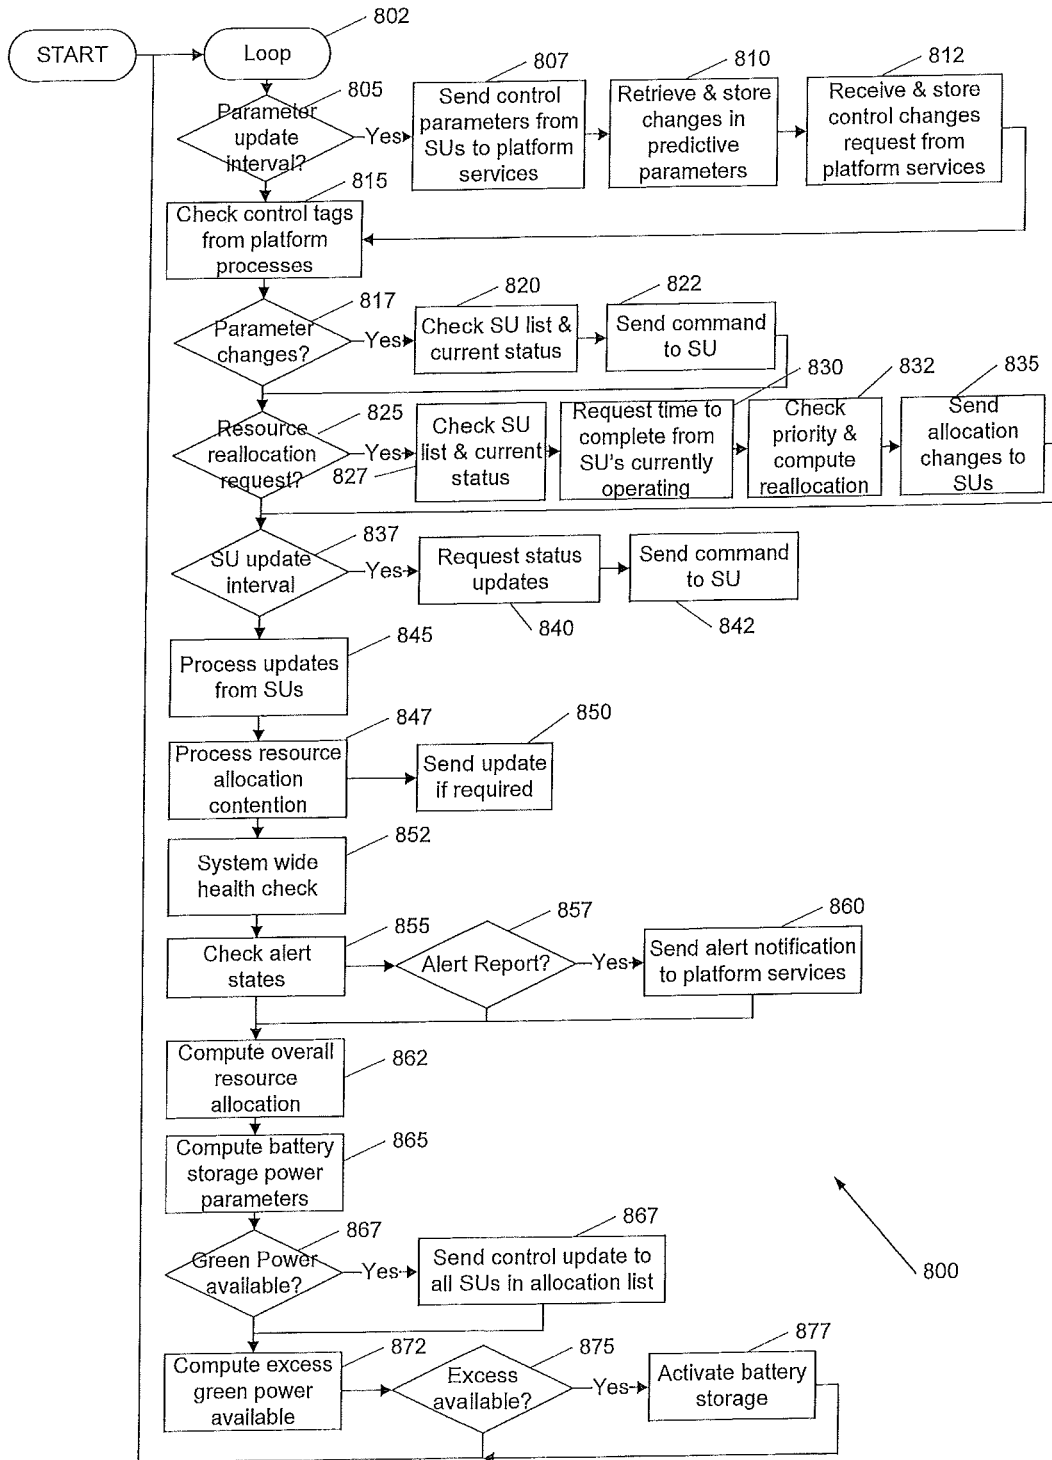 START
Loop
802
Parameter
update
interval?
805
Yes
807
Send control
parameters from
SUs to platform
services
810
Retrieve & store
changes in
predictive
parameters
812
Receive & store
control changes
request from
platform services
815
Check control tags
from platform
processes
Parameter
changes?
817
Yes
820
Check SU list &
current status
822
Send command
to SU
Resource
reallocation
request?
825
Yes
827
Check SU
list & current
status
830
Request time to
complete from
SU's currently
operating
832
Check
priority &
compute
reallocation
835
Send
allocation
changes to
SUs
SU update
interval
837
Yes
Request status
updates
840
Send command
to SU
842
845
Process updates
from SUs
847
Process resource
allocation
contention
850
Send update
if required
852
System wide
health check
855
Check alert
states
857
Alert Report?
Yes
860
Send alert notification
to platform services
Compute overall
resource
allocation
862
Compute battery
storage power
parameters
865
Green Power
available?
867
Yes
867
Send control update to
all SUs in allocation list
800
Compute excess
green power
available
872
Excess
available?
875
Yes
877
Activate battery
storage